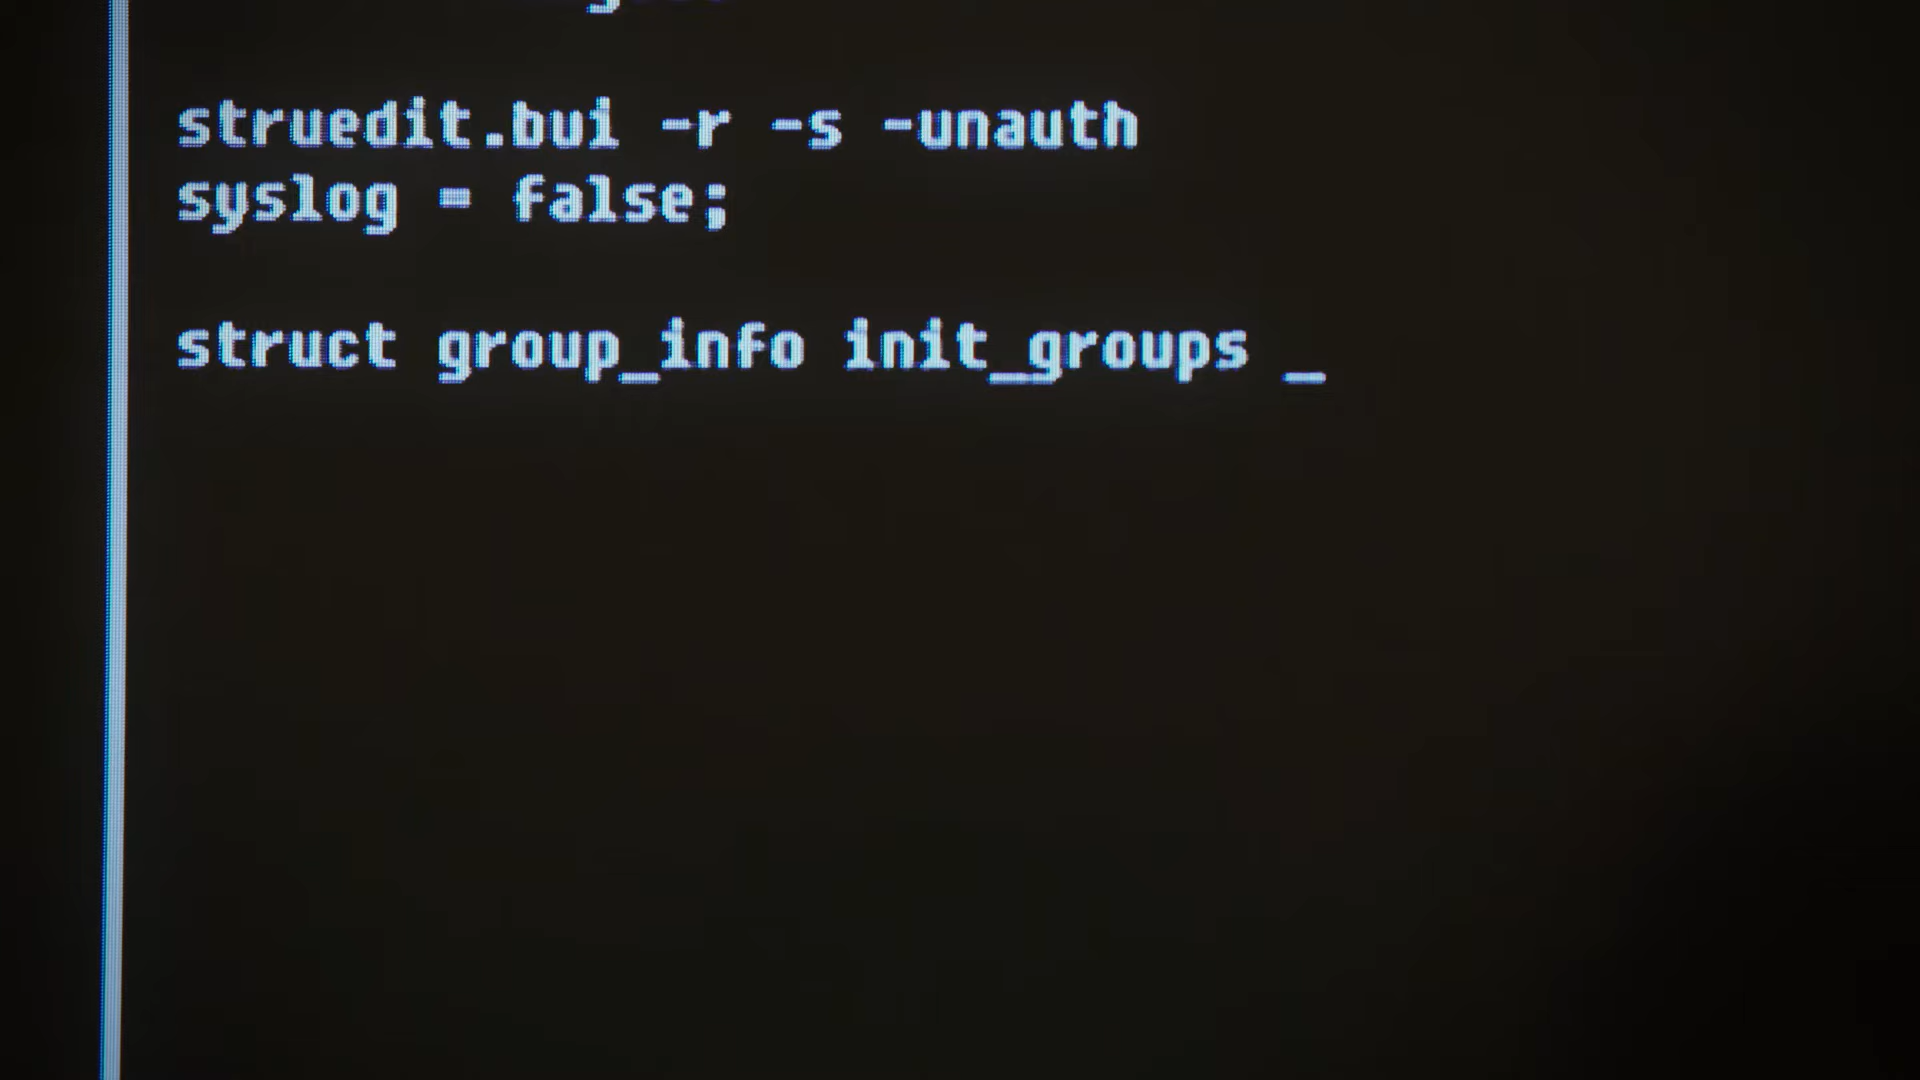 struedit.bui -r -s -unauth
syslog = false;
struct group_info init_groups _